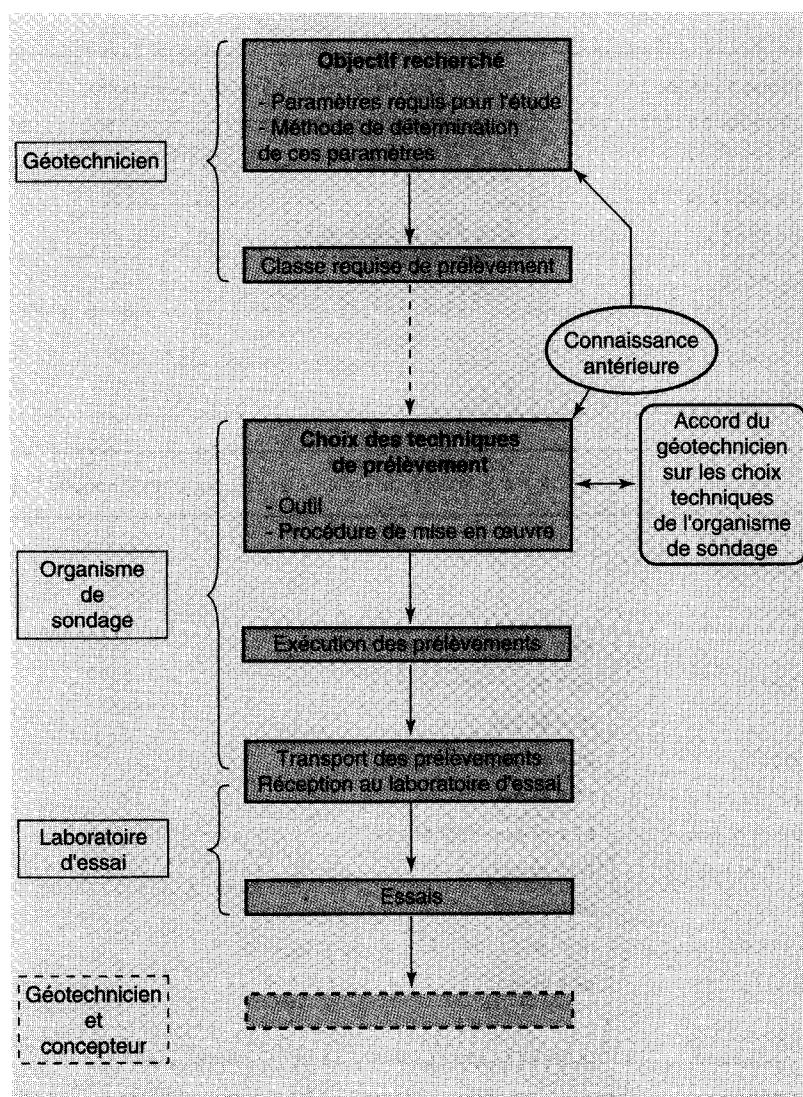 Objectif recherché
- Paramètres requis pour l'étude
- Méthode de détermination
de ces paramètres
Géotechnicien
Classe requise de prélèvement
Connaissance
antérieure
Choix des techniques
de prélèvement
- Outil
- Procédure de mise en œuvre
Accord du
géotechnicien
sur les choix
techniques
de l'organisme
de sondage
Organisme
de
sondage
Exécution des prélèvements
Transport des prélèvements
Réception au laboratoire d'essai
Laboratoire
d'essai
Essais
Géotechnicien
et
concepteur